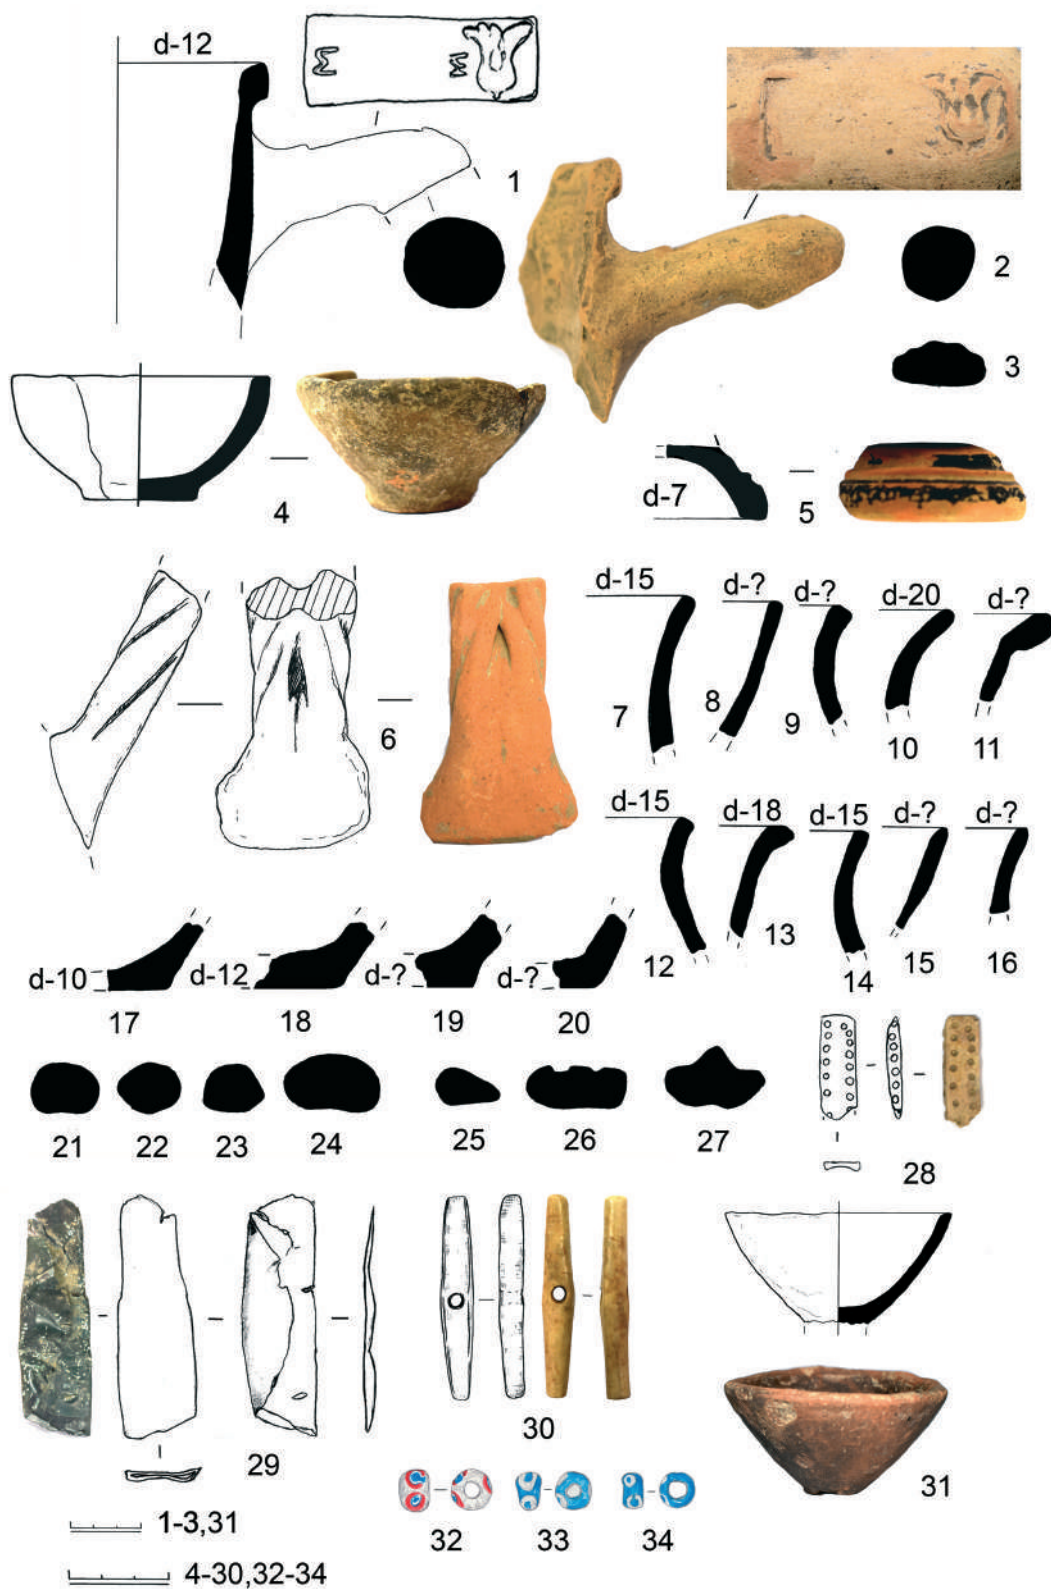 d-12
Σ Σ
1
2
3
4
d-7
5
6
d-15 d-? d-? d-20 d-?
7 8 9 10 11
d-15 d-18 d-15 d-? d-?
12 13 14 15 16
d-10 d-12 d-? d-?
17 18 19 20
21 22 23 24 25 26 27
28
29
30
31
32 33 34
1-3,31
4-30,32-34